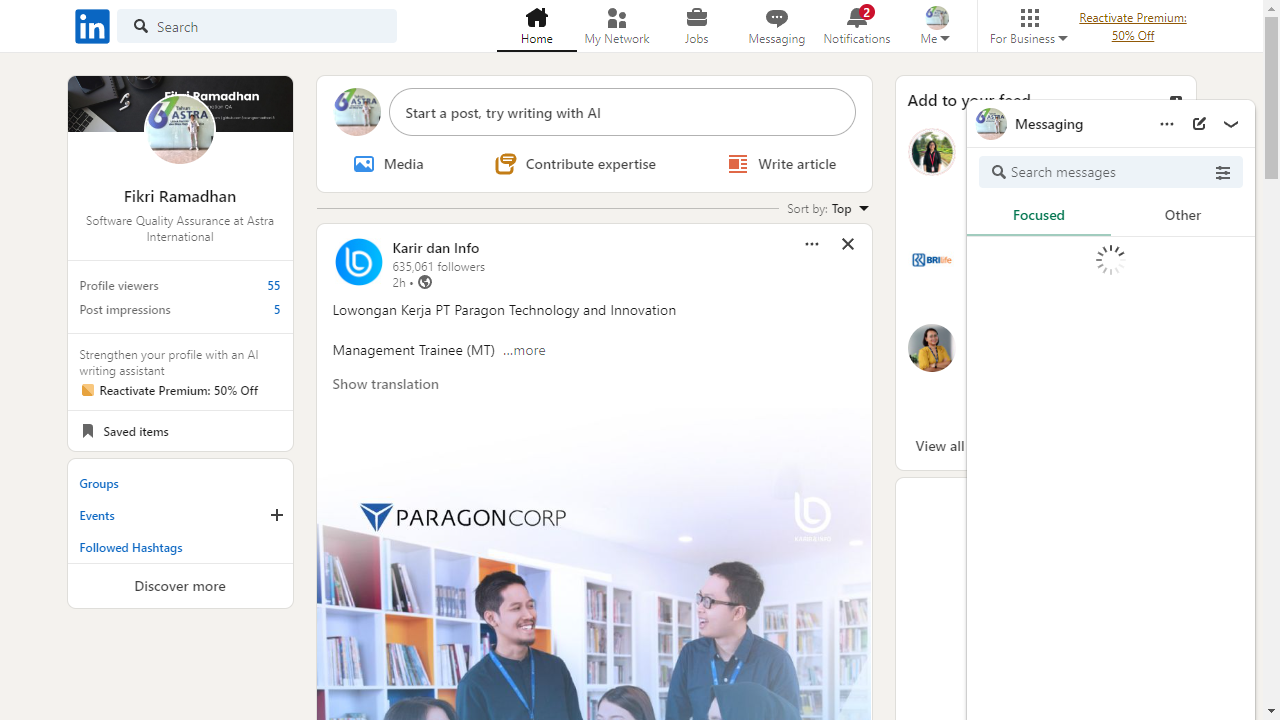 in
Search
Home
My Network
Jobs
Messaging
2
Notifications
Me
For Business
Reactivate Premium:
50% Off
Fikri Ramadhan
67 Tahun
ASTRA
Fikri Ramadhan
Software Quality Assurance at Astra
International
Profile viewers 55
Post impressions 5
Strengthen your profile with an AI
writing assistant
Reactivate Premium: 50% Off
Saved items
Groups
Events
Followed Hashtags
Discover more
Start a post, try writing with AI
Media
Contribute expertise
Write article
Sort by: Top
Karir dan Info
635,061 followers
2h •
Lowongan Kerja PT Paragon Technology and Innovation
Management Trainee (MT) …more
Show translation
PARAGONCORP
Add to your feed
BRI life
View all
Messaging
Search messages
Focused
Other